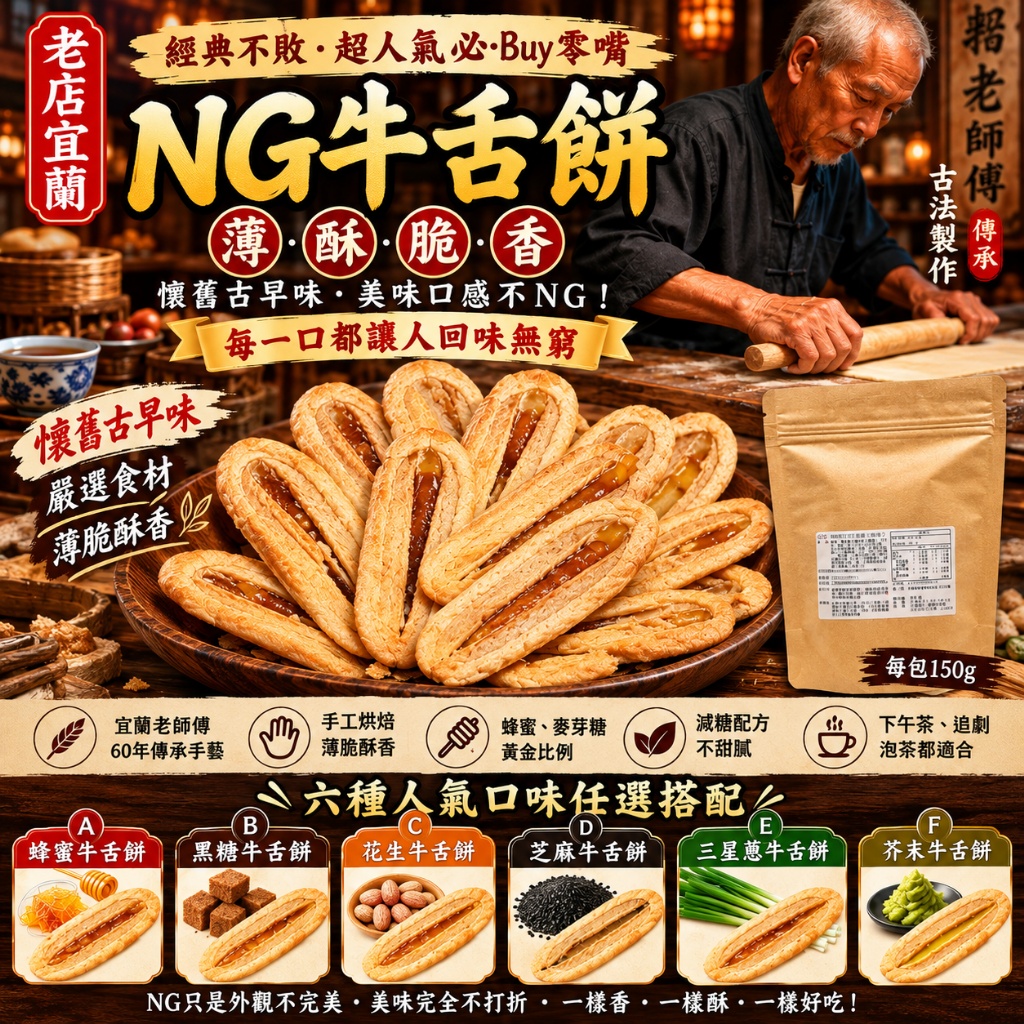 老店宜蘭
經典不敗·超人氣必·Buy零嘴
NG牛舌餅
薄·酥·脆·香
懷舊古早味·美味口感不NG!
每一口都讓人回味無窮
老師傅
古法製作
傳承
懷舊古早味
嚴選食材
薄脆酥香
每包150g
宜蘭老師傅
60年傳承手藝
手工烘焙
薄脆酥香
蜂蜜、麥芽糖
黃金比例
減糖配方
不甜膩
下午茶、追劇
泡茶都適合
六種人氣口味任選搭配
A
蜂蜜牛舌餅
B
黑糖牛舌餅
C
花生牛舌餅
D
芝麻牛舌餅
E
三星蔥牛舌餅
F
芥末牛舌餅
NG只是外觀不完美·美味完全不打折·一樣香·一樣酥·一樣好吃!